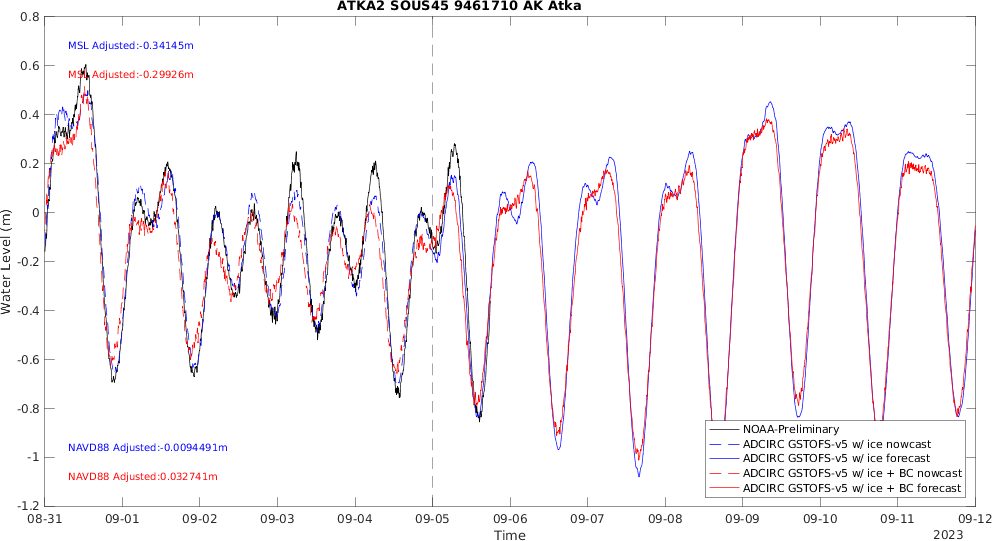 ATKA2 SOUS45 9461710 AK Atka
0.8
0.6
0.4
0.2
0
-0.2
-0.4
-0.6
-0.8
-1
-1.2
Water Level (m)
MSL Adjusted:-0.34145m
MSL Adjusted:-0.29926m
NAVD88 Adjusted:-0.0094491m
NAVD88 Adjusted:0.032741m
NOAA-Preliminary
ADCIRC GSTOFS-v5 w/ ice nowcast
ADCIRC GSTOFS-v5 w/ ice forecast
ADCIRC GSTOFS-v5 w/ ice + BC nowcast
ADCIRC GSTOFS-v5 w/ ice + BC forecast
08-31 09-01 09-02 09-03 09-04 09-05 09-06 09-07 09-08 09-09 09-10 09-11 09-12
Time
2023